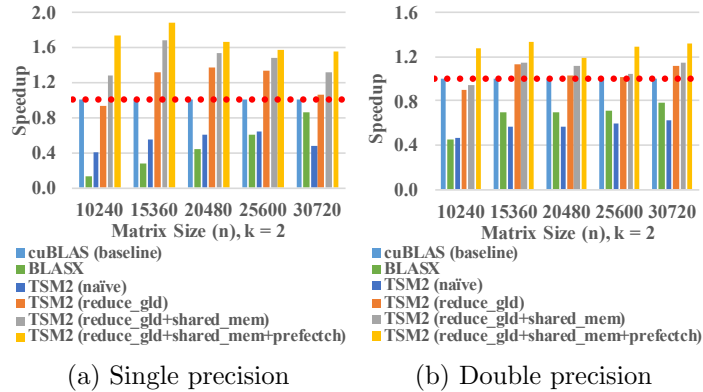 2.0
1.6
1.2
0.8
0.4
0.0
Speedup
10240 15360 20480 25600 30720
Matrix Size (n), k = 2
cuBLAS (baseline)
BLASX
TSM2 (naïve)
TSM2 (reduce_gld)
TSM2 (reduce_gld+shared_mem)
TSM2 (reduce_gld+shared_mem+prefectch)
(a) Single precision
1.6
1.2
0.8
0.4
0.0
Speedup
10240 15360 20480 25600 30720
Matrix Size (n), k = 2
cuBLAS (baseline)
BLASX
TSM2 (naïve)
TSM2 (reduce_gld)
TSM2 (reduce_gld+shared_mem)
TSM2 (reduce_gld+shared_mem+prefectch)
(b) Double precision